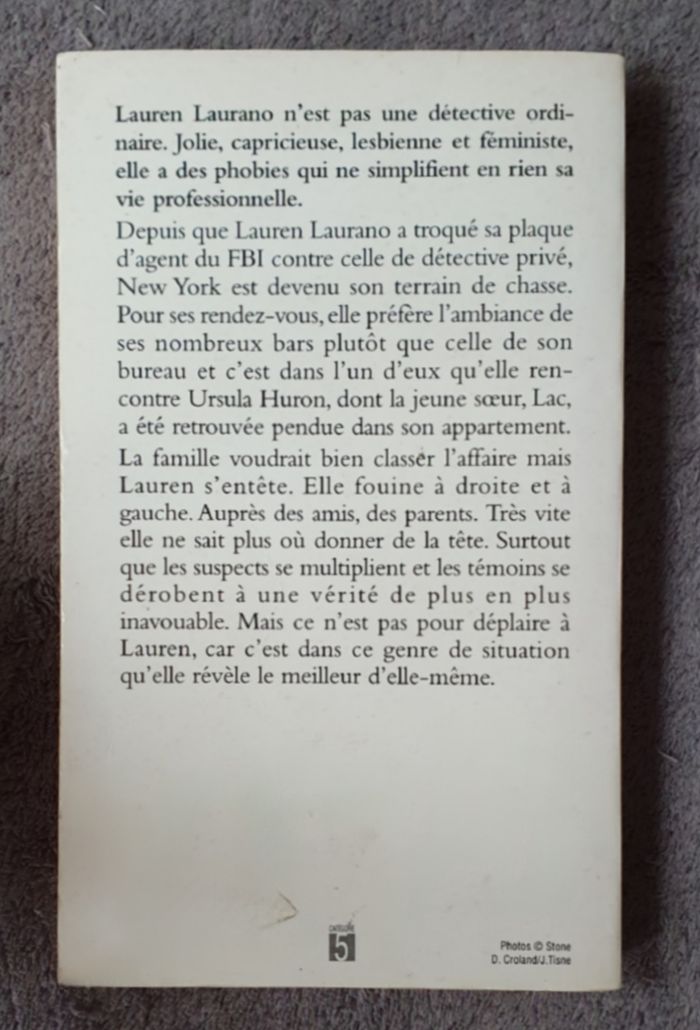 Lauren Laurano n'est pas une détective ordi-
naire. Jolie, capricieuse, lesbienne et féministe,
elle a des phobies qui ne simplifient en rien sa
vie professionnelle.
Depuis que Lauren Laurano a troqué sa plaque
d'agent du FBI contre celle de détective privé,
New York est devenu son terrain de chasse.
Pour ses rendez-vous, elle préfère l'ambiance de
ses nombreux bars plutôt que celle de son
bureau et c'est dans l'un d'eux qu'elle ren-
contre Ursula Huron, dont la jeune sœur, Lac,
a été retrouvée pendue dans son appartement.
La famille voudrait bien classer l'affaire mais
Lauren s'entête. Elle fouine à droite et à
gauche. Auprès des amis, des parents. Très vite
elle ne sait plus où donner de la tête. Surtout
que les suspects se multiplient et les témoins se
dérobent à une vérité de plus en plus
inavouable. Mais ce n'est pas pour déplaire à
Lauren, car c'est dans ce genre de situation
qu'elle révèle le meilleur d'elle-même.
CATÉGORIE
5
Photos © Stone
D. Croland/J.Tisne